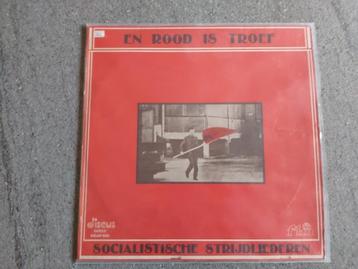 EN ROOD IS TROEF
SOCIALISTISCHE STRIJDLIEDEREN